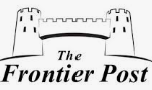 The
Frontier Post